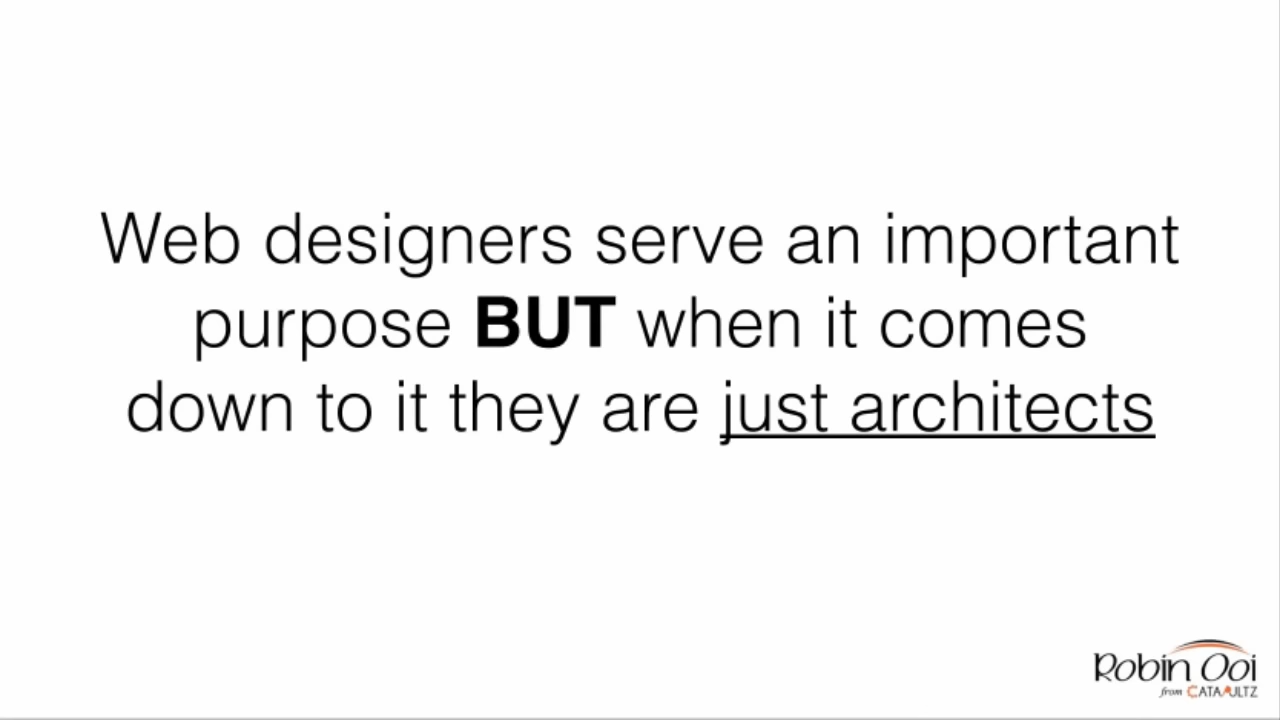 Web designers serve an important
purpose BUT when it comes
down to it they are just architects
Robin Ooi
from CATAPULTZ